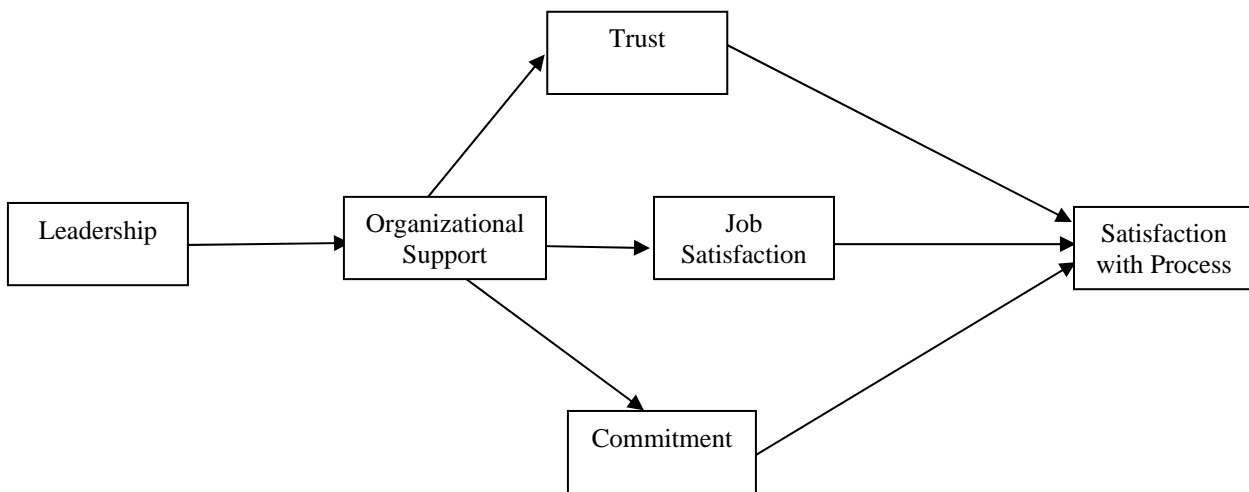 Trust
Leadership
Organizational
Support
Job
Satisfaction
Satisfaction
with Process
Commitment